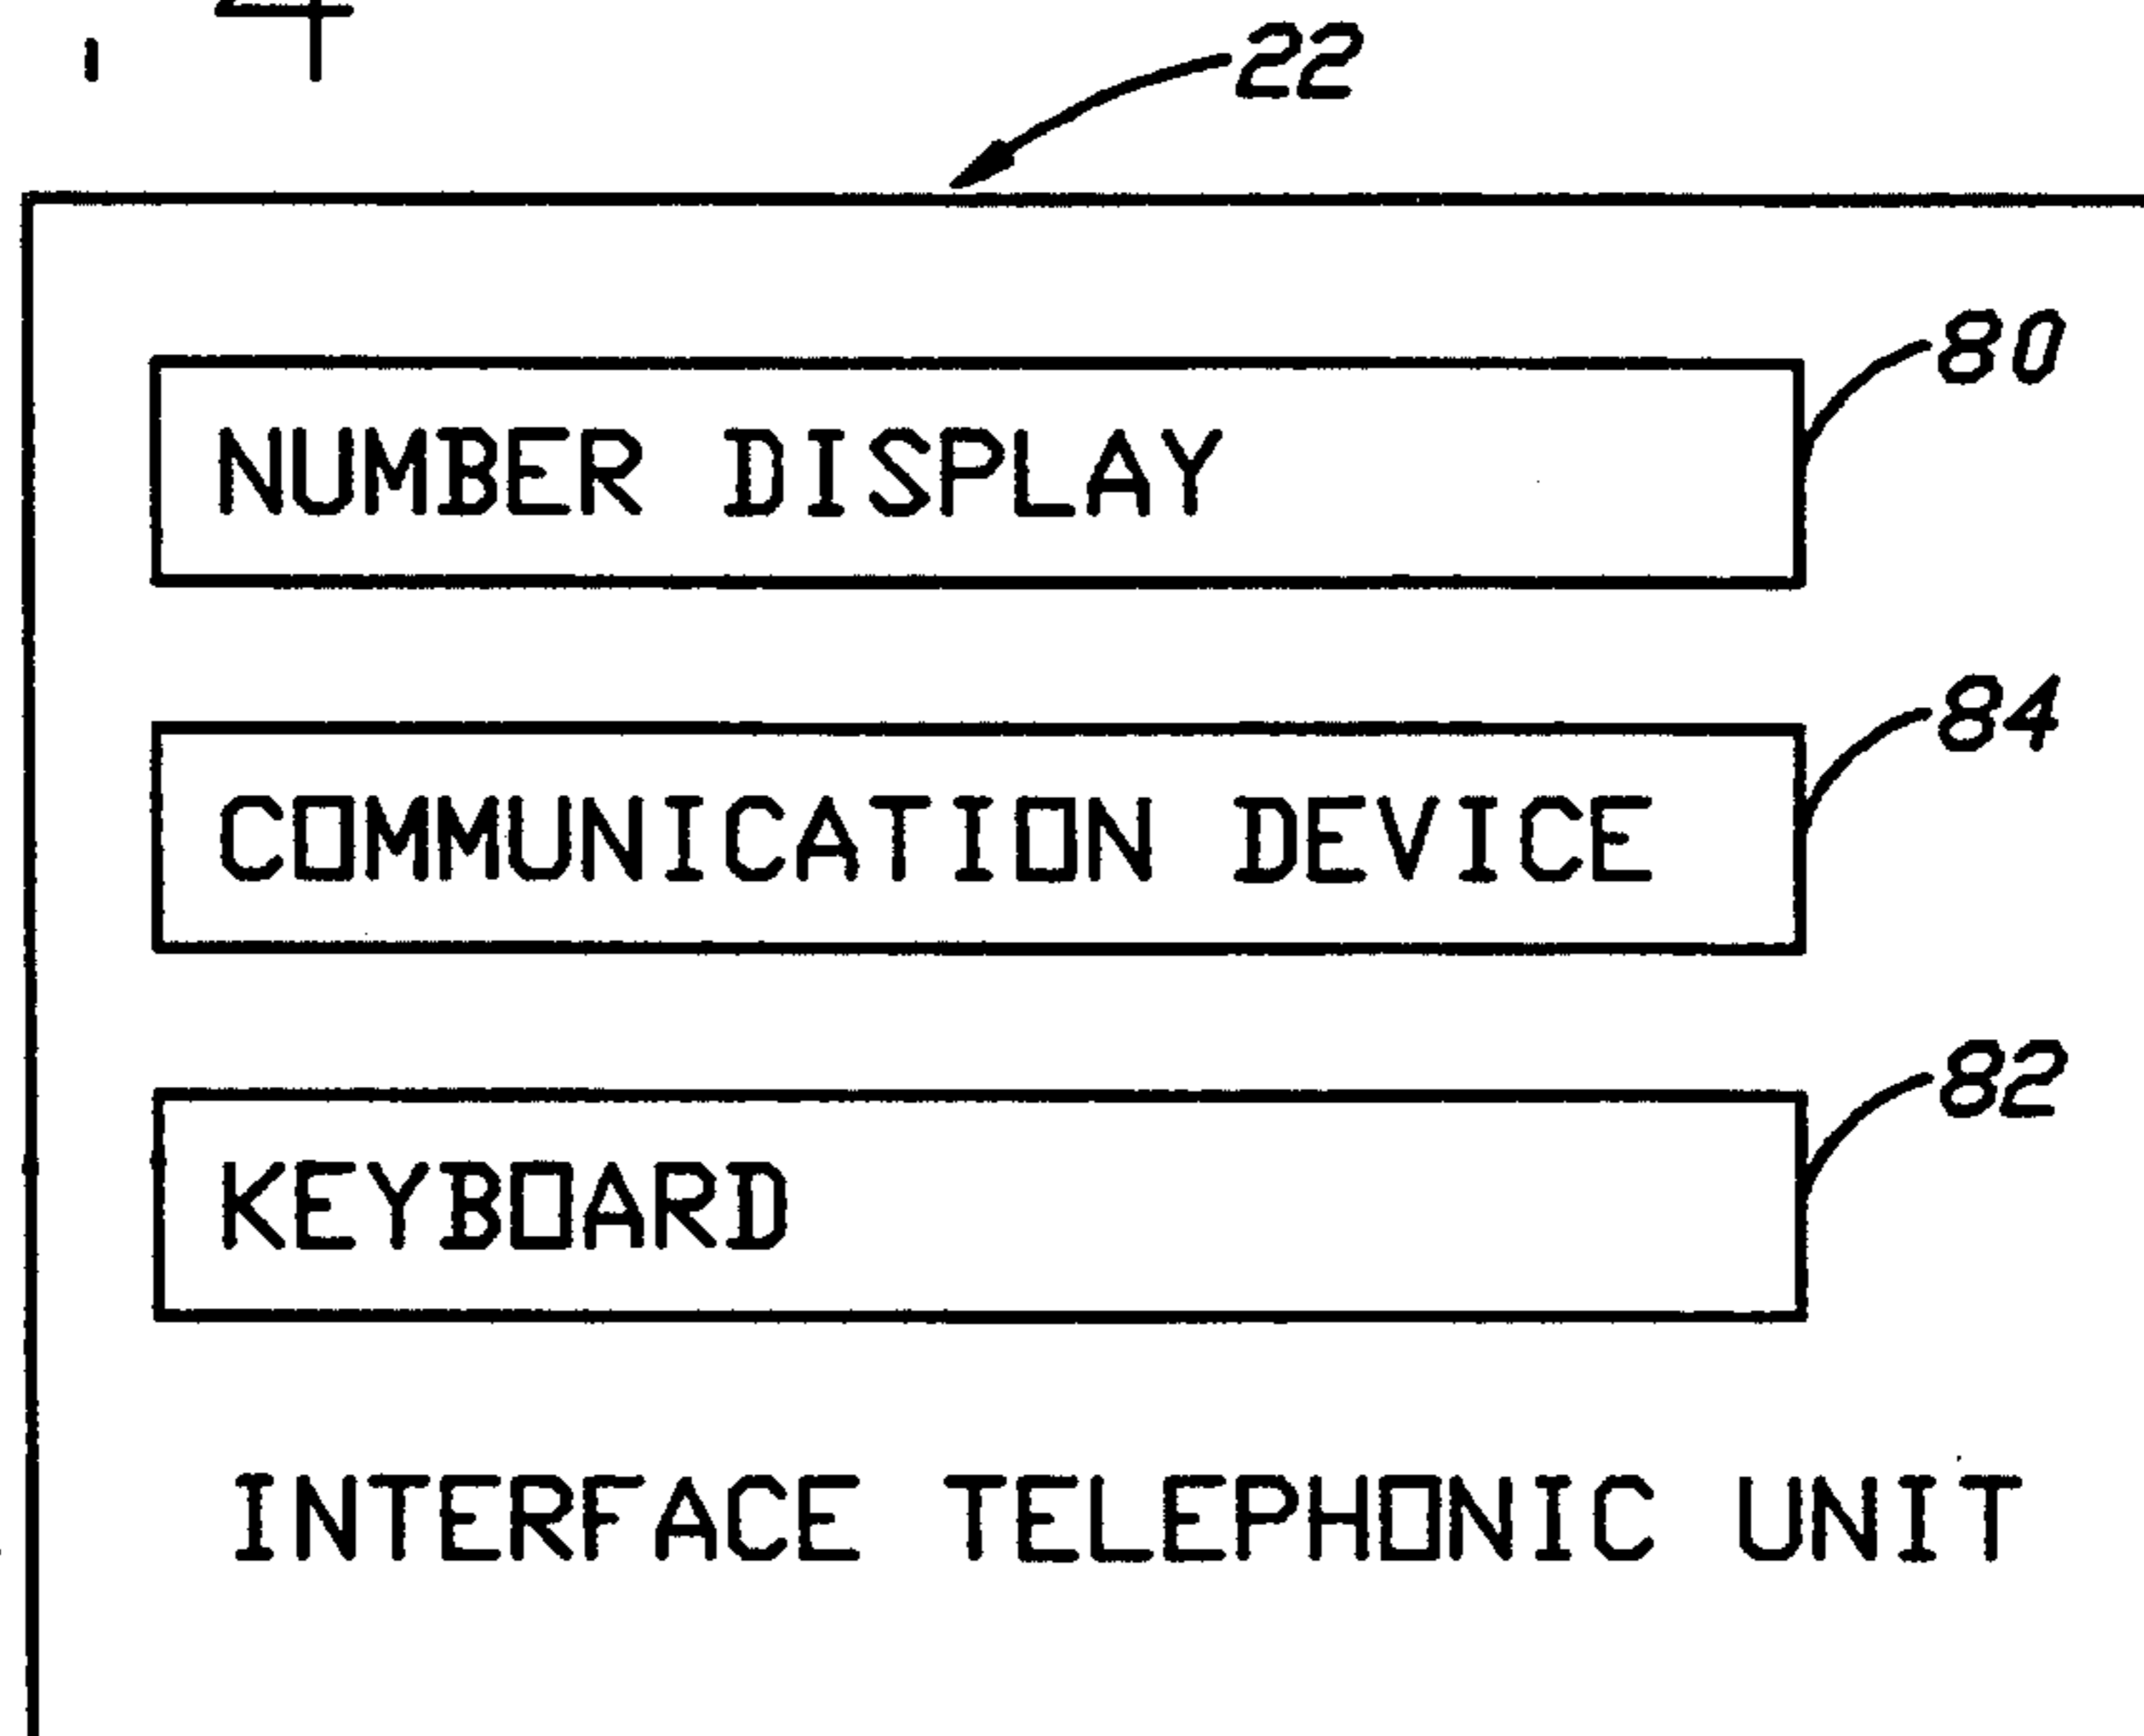 22
80
NUMBER DISPLAY
84
COMMUNICATION DEVICE
82
KEYBOARD
INTERFACE TELEPHONIC UNIT